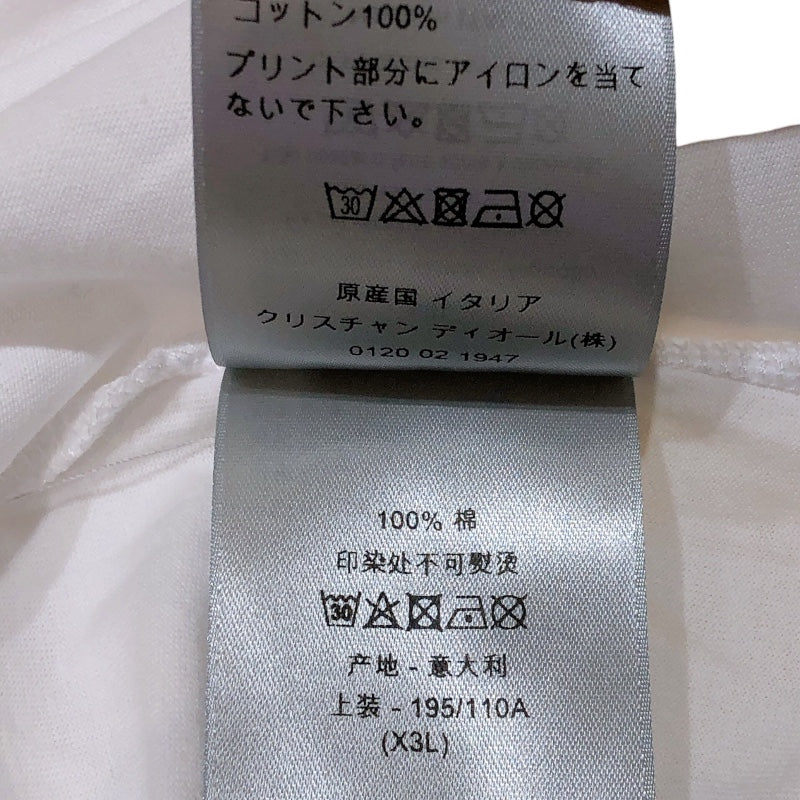 コットン100%
プリント部分にアイロンを当て
ないで下さい。
30
原産国 イタリア
クリスチャン ディオール(株)
0120 02 1947
100% 棉
印染处不可熨烫
30
产地 - 意大利
上装 - 195/110A
(X3L)